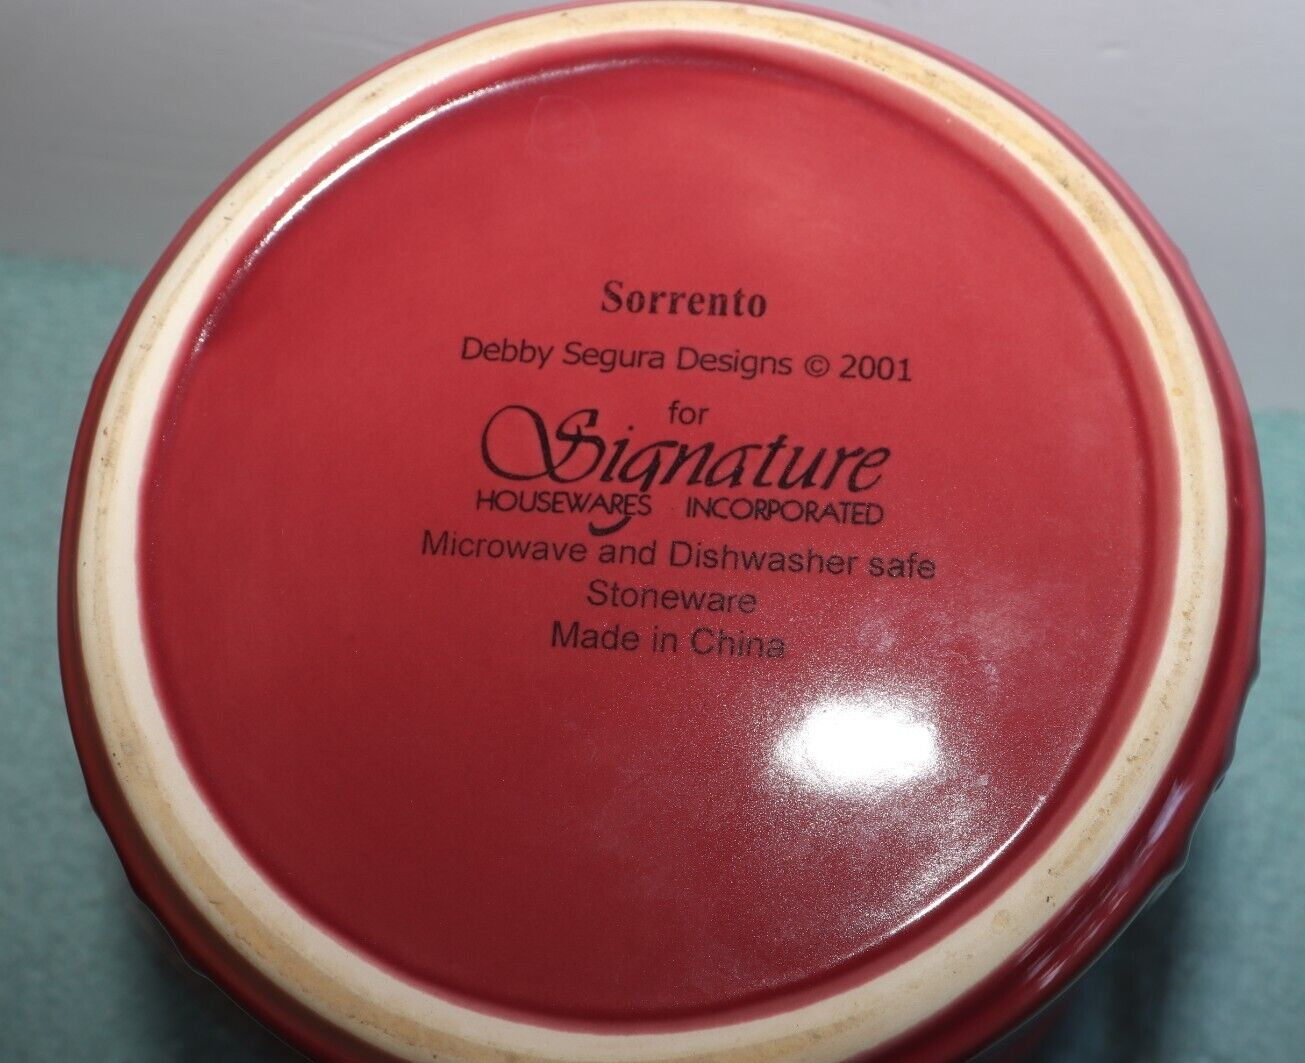 Sorrento
Debby Segura Designs © 2001
for
Signature
HOUSEWARES INCORPORATED
Microwave and Dishwasher safe
Stoneware
Made in China